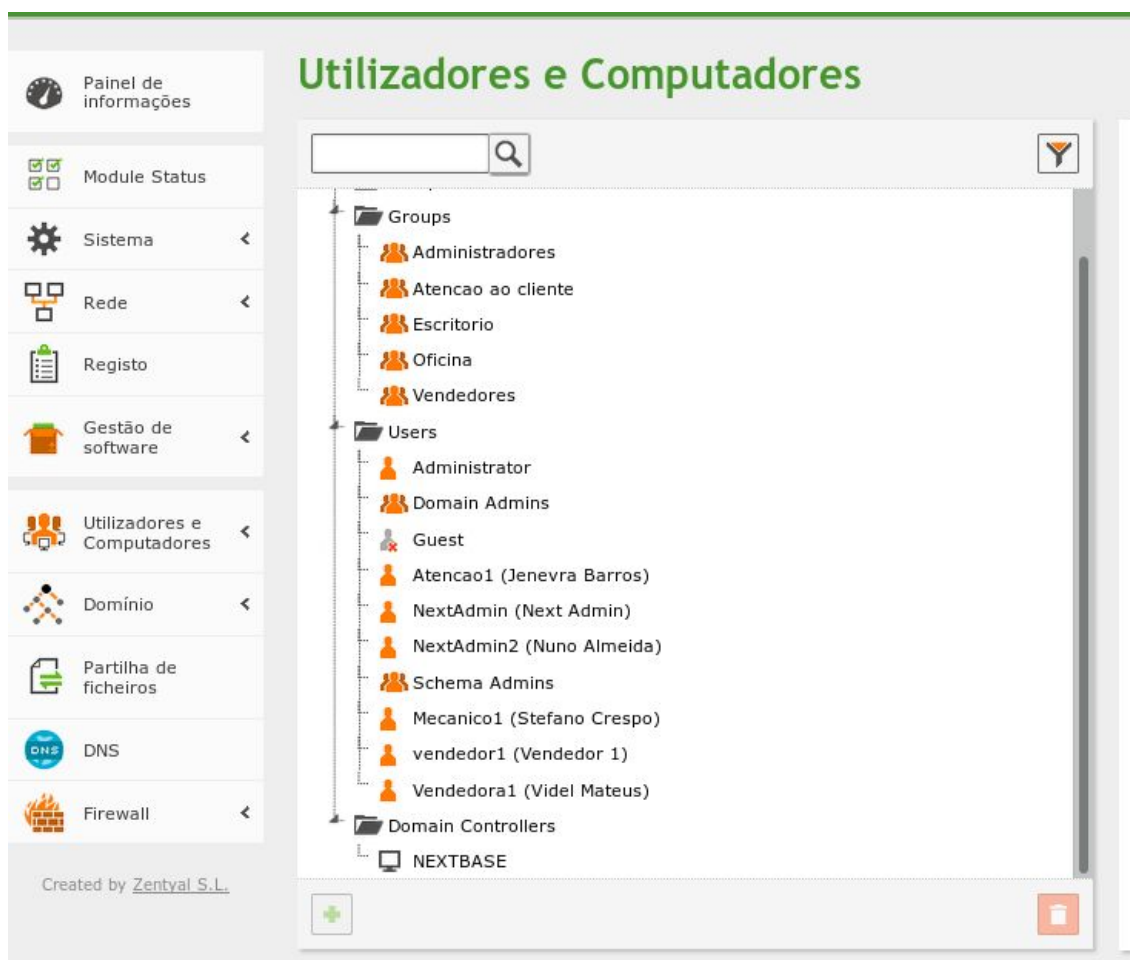 Utilizadores e Computadores
Painel de
informações
Module Status
Sistema
Rede
Registo
Gestão de
software
Utilizadores e
Computadores
Domínio
Partilha de
ficheiros
DNS
DNS
Firewall
Created by Zentyal S.L.
Groups
Administradores
Atencao ao cliente
Escritorio
Oficina
Vendedores
Users
Administrator
Domain Admins
Guest
Atencao1 (Jenevra Barros)
NextAdmin (Next Admin)
NextAdmin2 (Nuno Almeida)
Schema Admins
Mecanico1 (Stefano Crespo)
vendedor1 (Vendedor 1)
Vendedora1 (Videl Mateus)
Domain Controllers
NEXTBASE